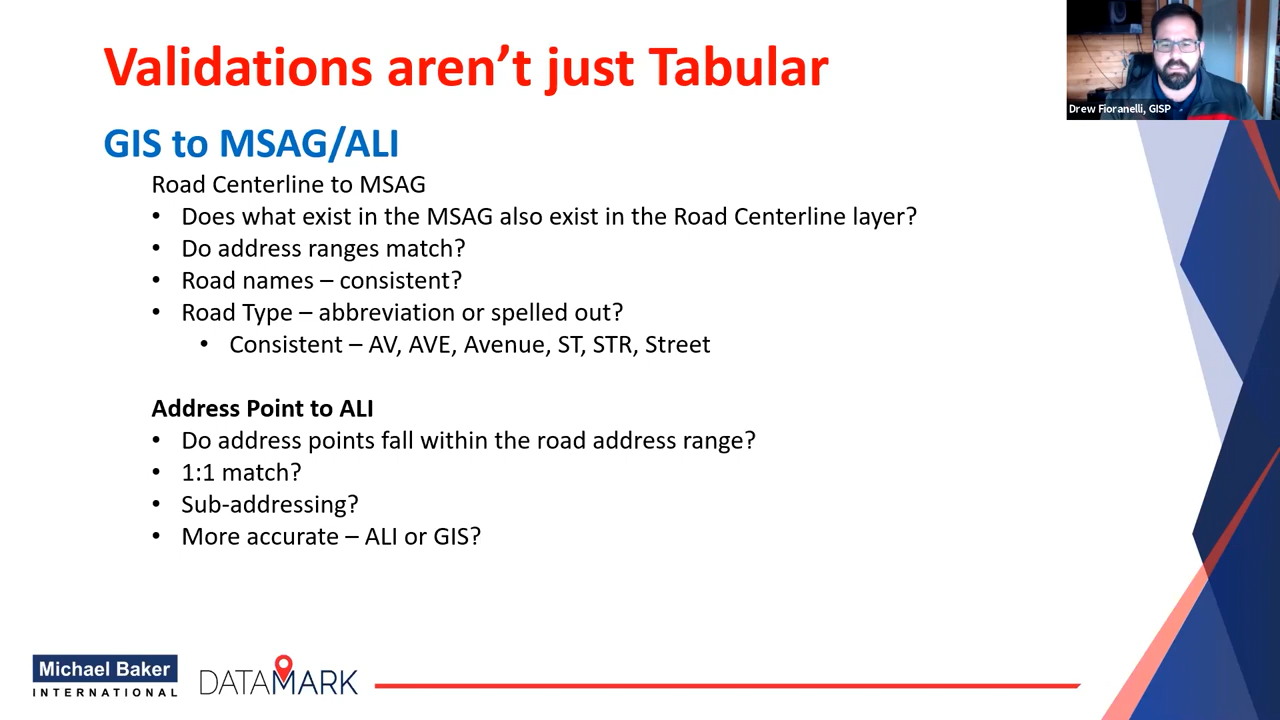 Validations aren't just Tabular
Drew Fioranelli, GISP
GIS to MSAG/ALI
Road Centerline to MSAG
• Does what exist in the MSAG also exist in the Road Centerline layer?
• Do address ranges match?
• Road names – consistent?
• Road Type – abbreviation or spelled out?
• Consistent – AV, AVE, Avenue, ST, STR, Street
Address Point to ALI
• Do address points fall within the road address range?
• 1:1 match?
• Sub-addressing?
• More accurate – ALI or GIS?
Michael Baker
INTERNATIONAL
DATAMARK